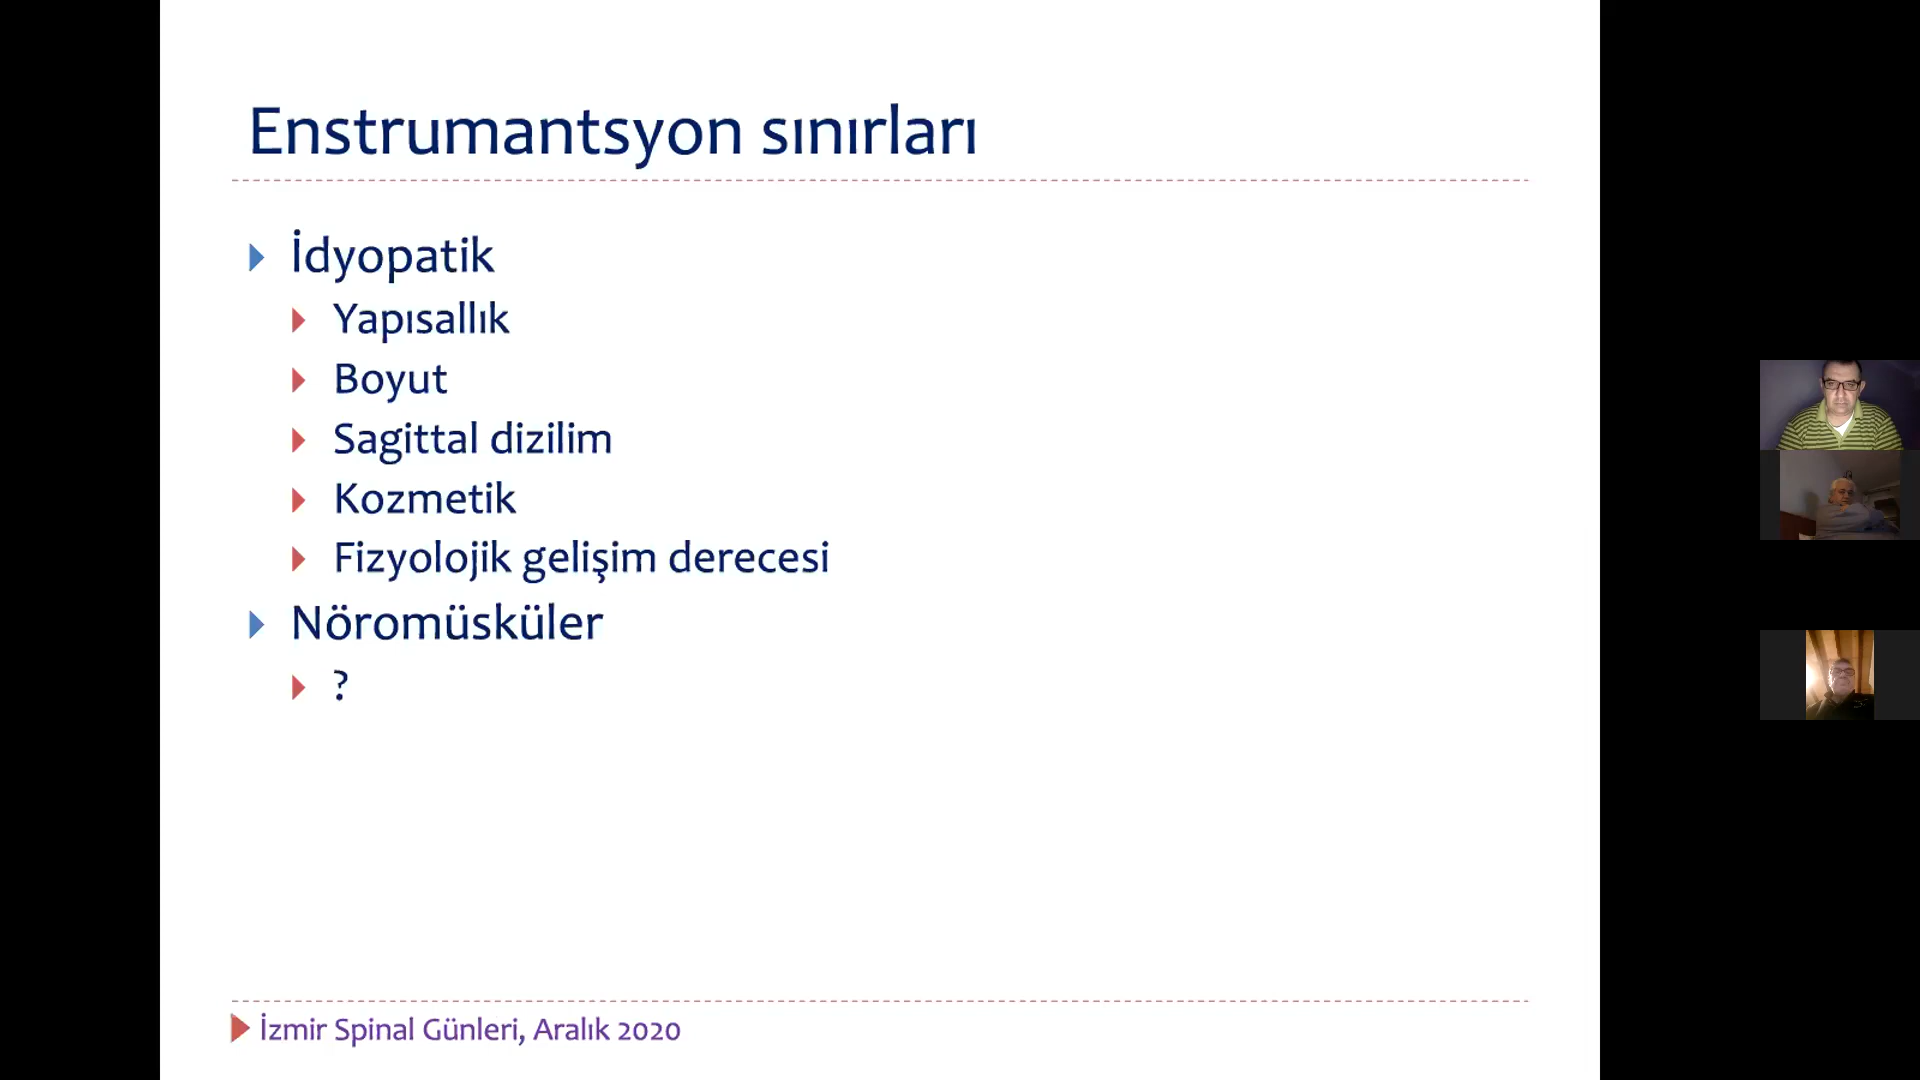 Enstrumantsyon sınırları
İdyopatik
Yapısallık
Boyut
Sagittal dizilim
Kozmetik
Fizyolojik gelişim derecesi
Nöromüsküler
?
İzmir Spinal Günleri, Aralık 2020